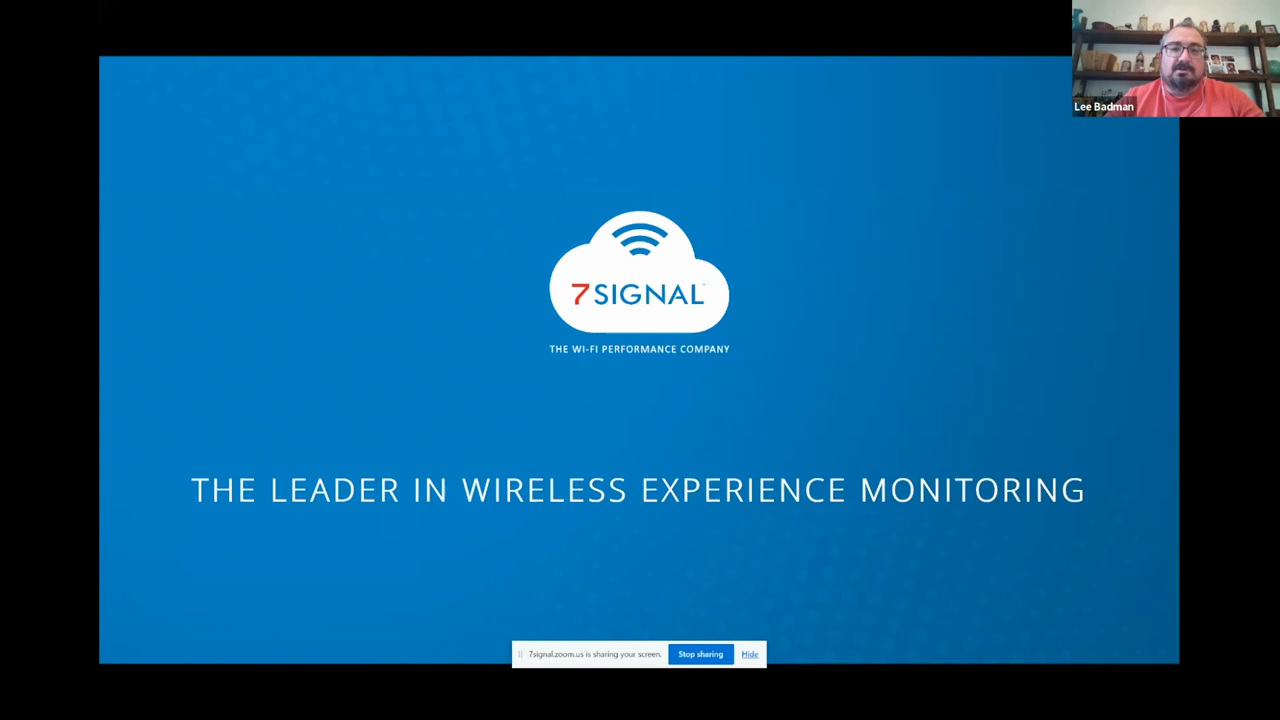 Lee Badman
7SIGNAL
THE WI-FI PERFORMANCE COMPANY
THE LEADER IN WIRELESS EXPERIENCE MONITORING
7signal.zoom.us is sharing your screen.
Stop sharing
Hide